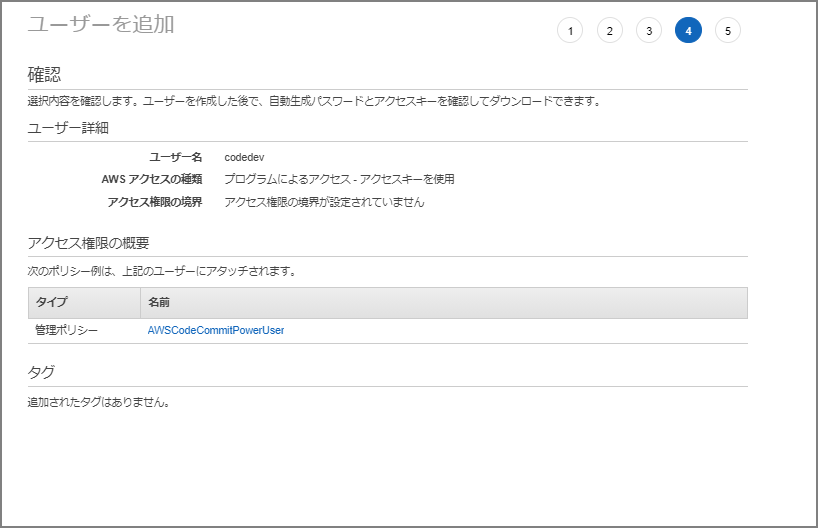 ユーザーを追加
1 2 3 4 5
確認
選択内容を確認します。ユーザーを作成した後で、自動生成パスワードとアクセスキーを確認してダウンロードできます。
ユーザー詳細
ユーザー名 codedev
AWS アクセスの種類 プログラムによるアクセス - アクセスキーを使用
アクセス権限の境界 アクセス権限の境界が設定されていません
アクセス権限の概要
次のポリシー例は、上記のユーザーにアタッチされます。
タイプ 名前
管理ポリシー AWSCodeCommitPowerUser
タグ
追加されたタグはありません。